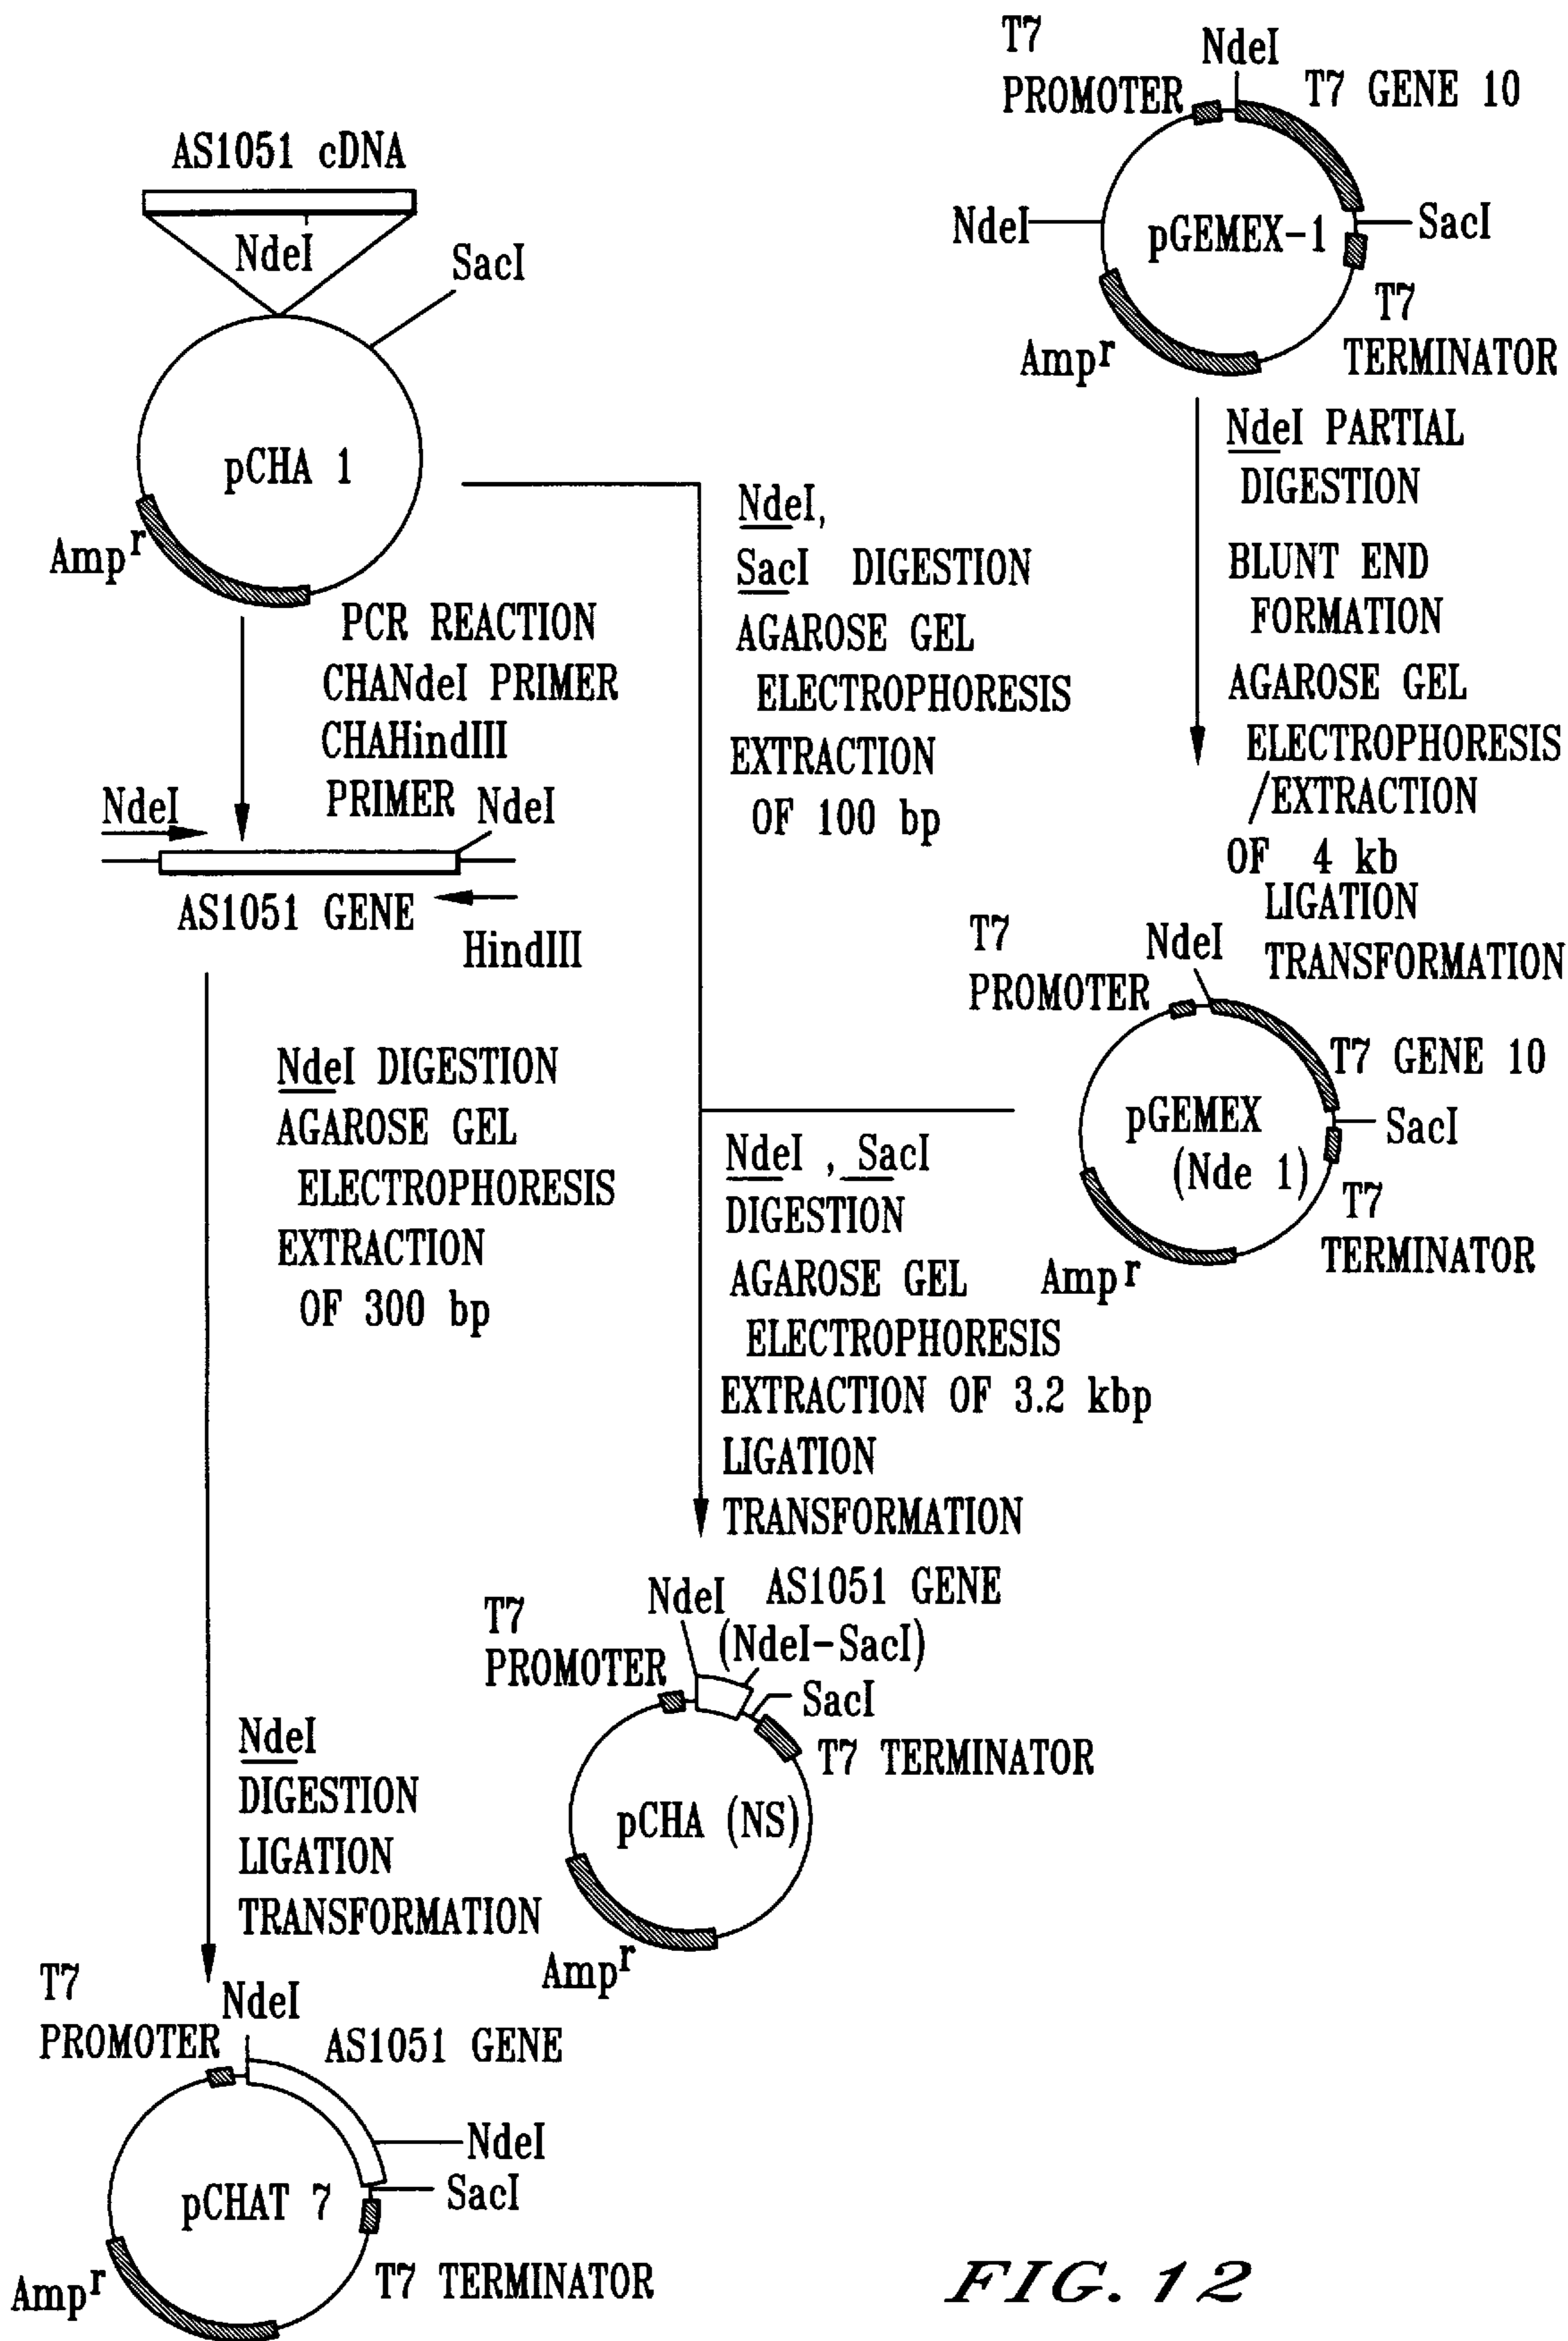 AS1051 cDNA
NdeI
SacI
pCHA 1
Ampr
T7
PROMOTER
NdeI
T7 GENE 10
NdeI
pGEMEX-1
SacI
T7
TERMINATOR
Ampr
NdeI PARTIAL
DIGESTION
BLUNT END
FORMATION
AGAROSE GEL
ELECTROPHORESIS
/EXTRACTION
OF 4 kb
LIGATION
TRANSFORMATION
PCR REACTION
CHANdeI PRIMER
CHAHindIII
PRIMER
NdeI
NdeI
AS1051 GENE
HindIII
NdeI,
SacI DIGESTION
AGAROSE GEL
ELECTROPHORESIS
EXTRACTION
OF 100 bp
T7
PROMOTER
NdeI
T7 GENE 10
pGEMEX
(Nde 1)
SacI
T7
TERMINATOR
Ampr
NdeI DIGESTION
AGAROSE GEL
ELECTROPHORESIS
EXTRACTION
OF 300 bp
NdeI , SacI
DIGESTION
AGAROSE GEL
ELECTROPHORESIS
EXTRACTION OF 3.2 kbp
LIGATION
TRANSFORMATION
T7
PROMOTER
NdeI
AS1051 GENE
(NdeI-SacI)
SacI
T7 TERMINATOR
pCHA (NS)
Ampr
NdeI
DIGESTION
LIGATION
TRANSFORMATION
T7
PROMOTER
NdeI
AS1051 GENE
NdeI
SacI
pCHAT 7
T7 TERMINATOR
Ampr
FIG. 12